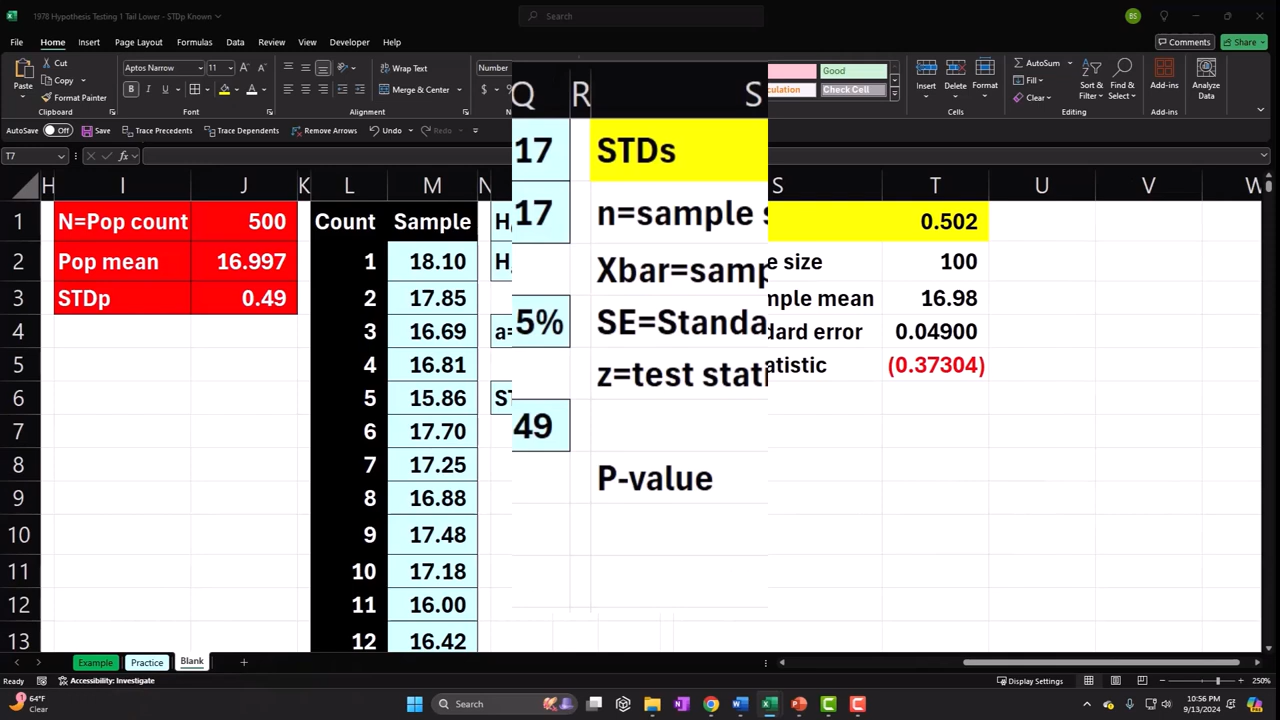 1978 Hypothesis Testing 1 Tail Lower - STDp Known
Search
BS
File Home Insert Page Layout Formulas Data Review View Developer Help
Comments Share
Paste
Cut
Copy
Format Painter
Clipboard
Aptos Narrow 11
B I
Font
Wrap Text
Merge & Center
Alignment
Number
Good
Check Cell
Insert Delete Format
Cells
AutoSum
Fill
Clear
Sort & Filter
Find & Select
Editing
Add-ins
Add-ins
Analyze Data
AutoSave Off Save Trace Precedents Trace Dependents Remove Arrows Undo Redo
T7
H I J K L M N Q R S S T U V W
1 N=Pop count 500 Count Sample 17 STDs 0.502
2 Pop mean 16.997 1 18.10 17 n=sample s e size 100
3 STDp 0.49 2 17.85 Xbar=samp mple mean 16.98
4 3 16.69 a= 5% SE=Standa dard error 0.04900
5 4 16.81 z=test stati atistic (0.37304)
6 5 15.86 ST 49
7 6 17.70
8 7 17.25 P-value
9 8 16.88
10 9 17.48
11 10 17.18
12 11 16.00
13 12 16.42
Example Practice Blank
Ready Accessibility: Investigate Display Settings 250%
64°F
Clear
Search
10:56 PM
9/13/2024